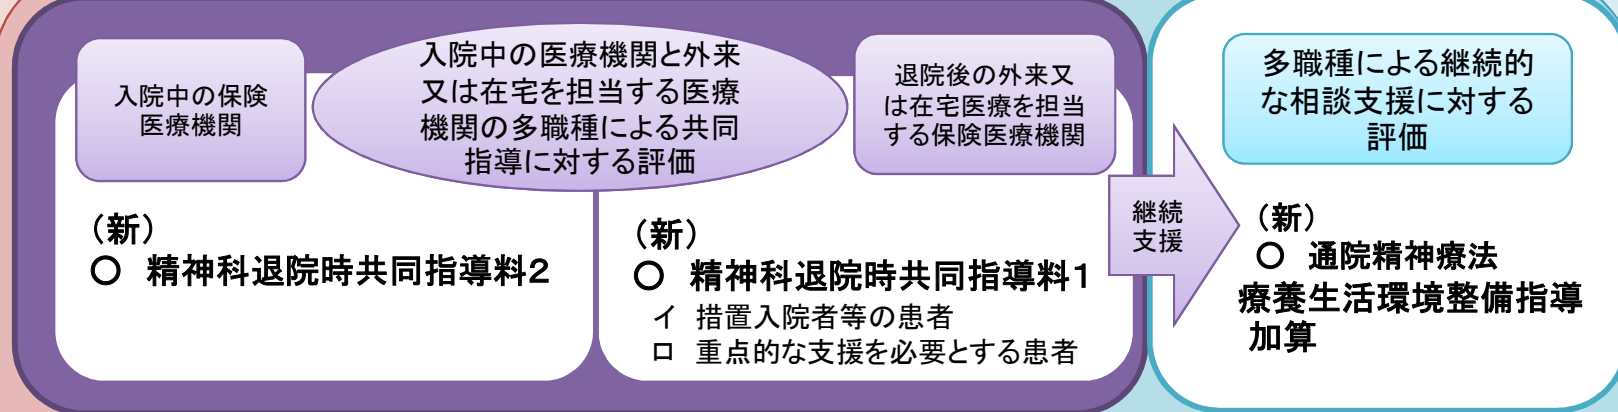 入院中の保険
医療機関
入院中の医療機関と外来
又は在宅を担当する医療
機関の多職種による共同
指導に対する評価
退院後の外来又
は在宅医療を担当
する保険医療機関
（新）
○ 精神科退院時共同指導料２
（新）
○ 精神科退院時共同指導料１
イ 措置入院者等の患者
ロ 重点的な支援を必要とする患者
継続
支援
多職種による継続的
な相談支援に対する
評価
（新）
○ 通院精神療法
療養生活環境整備指導
加算